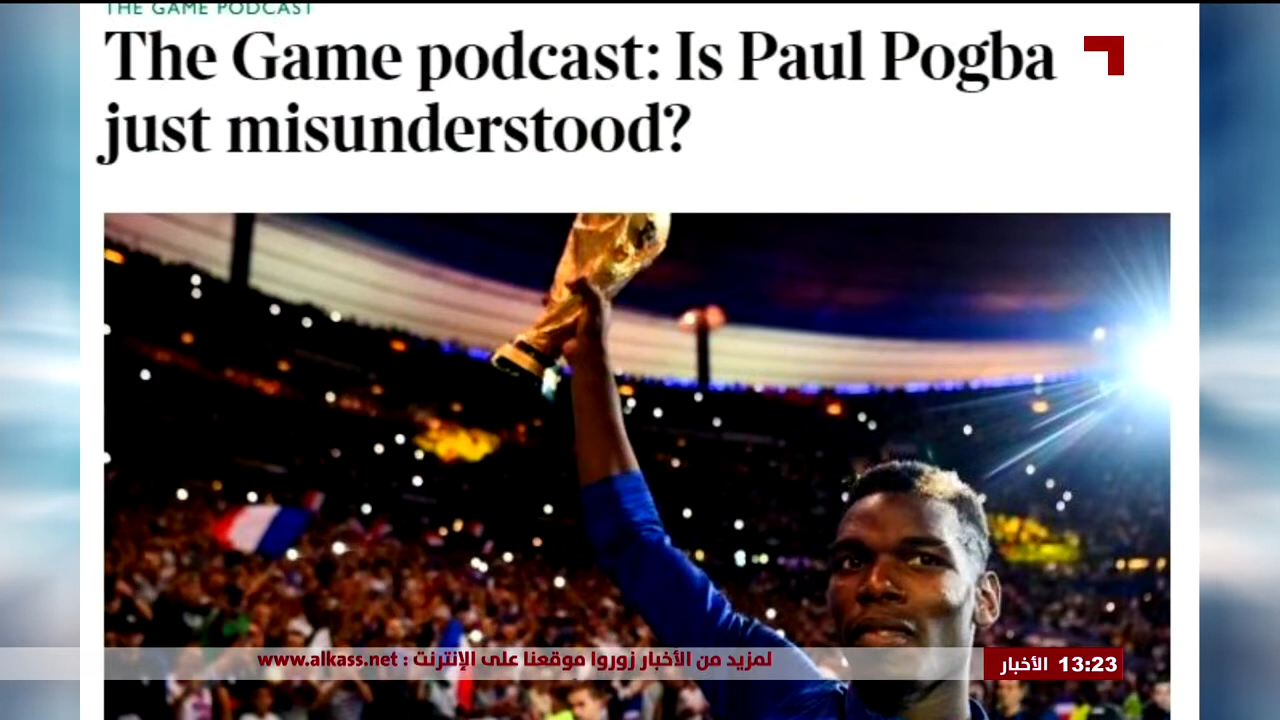 THE GAME PODCAST
The Game podcast: Is Paul Pogba
just misunderstood?
لمزيد من الأخبار زوروا موقعنا على الإنترنت : www.alkass.net
الأخبار 13:23